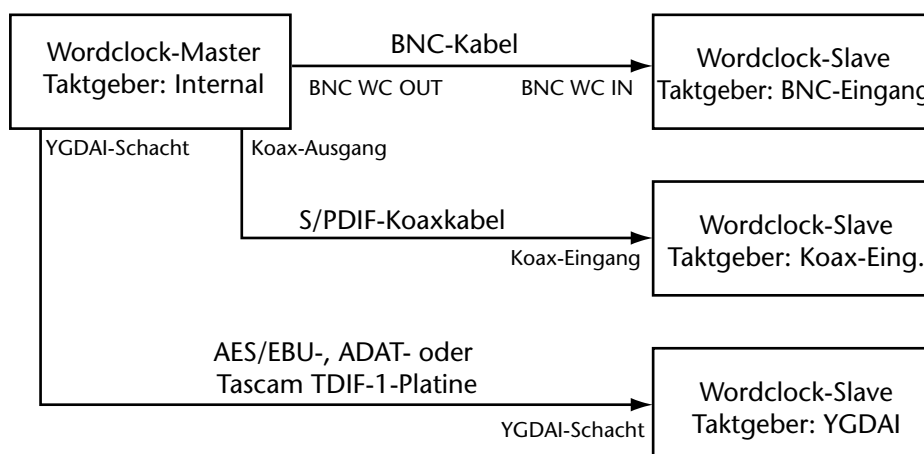 Wordclock-Master
Taktgeber: Internal
BNC-Kabel
BNC WC OUT
BNC WC IN
Wordclock-Slave
Taktgeber: BNC-Eingang
YGDAI-Schacht
Koax-Ausgang
S/PDIF-Koaxkabel
Koax-Eingang
Wordclock-Slave
Taktgeber: Koax-Eing.
AES/EBU-, ADAT- oder
Tascam TDIF-1-Platine
YGDAI-Schacht
Wordclock-Slave
Taktgeber: YGDAI